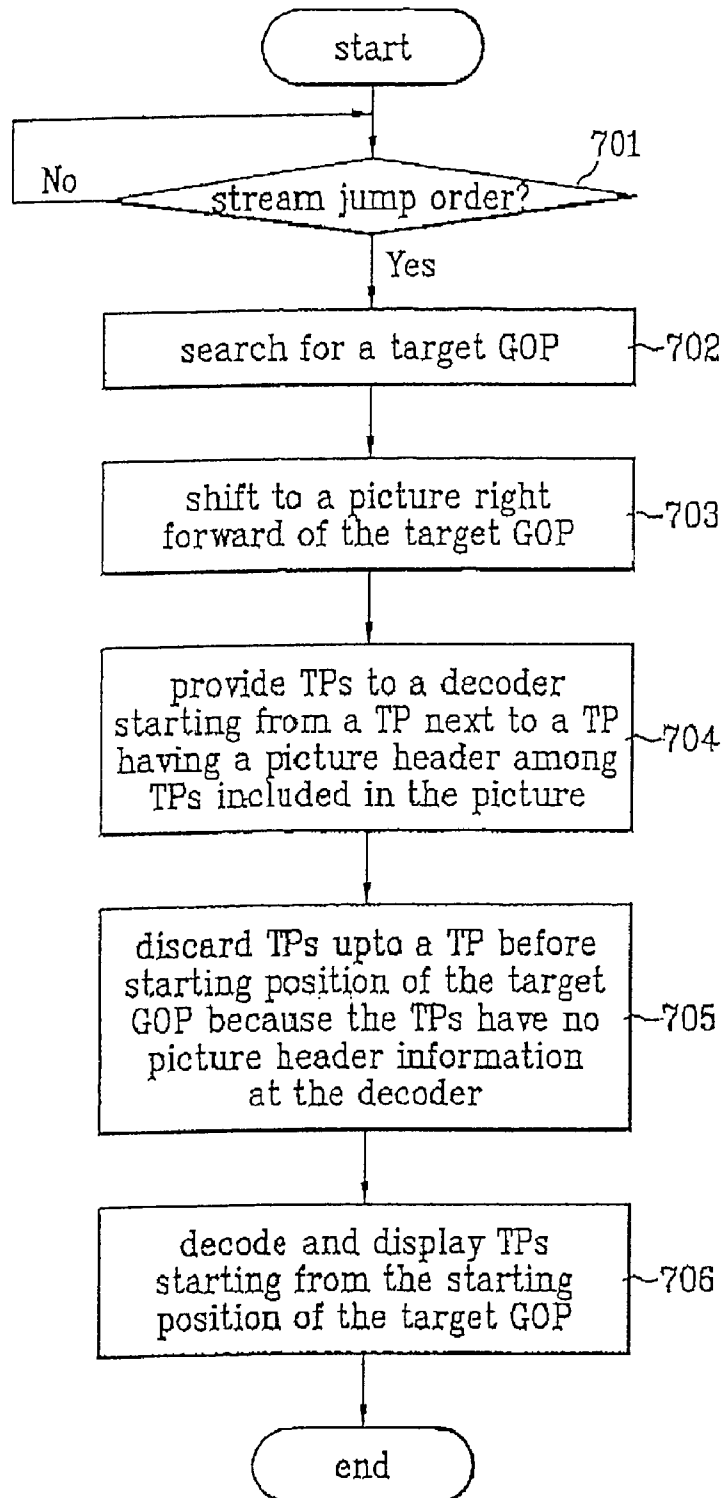 start
701
No
stream jump order?
Yes
search for a target GOP
702
shift to a picture right
forward of the target GOP
703
provide TPs to a decoder
starting from a TP next to a TP
having a picture header among
TPs included in the picture
704
discard TPs upto a TP before
starting position of the target
GOP because the TPs have no
picture header information
at the decoder
705
decode and display TPs
starting from the starting
position of the target GOP
706
end